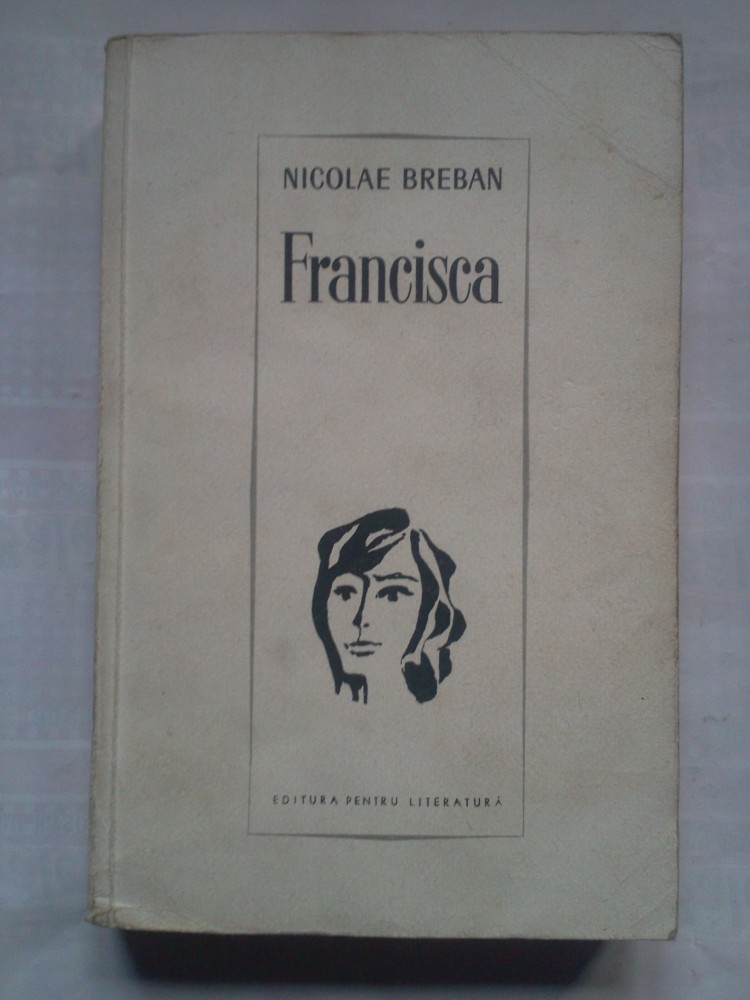 NICOLAE BREBAN
Francisca
EDITURA PENTRU LITERATURĂ